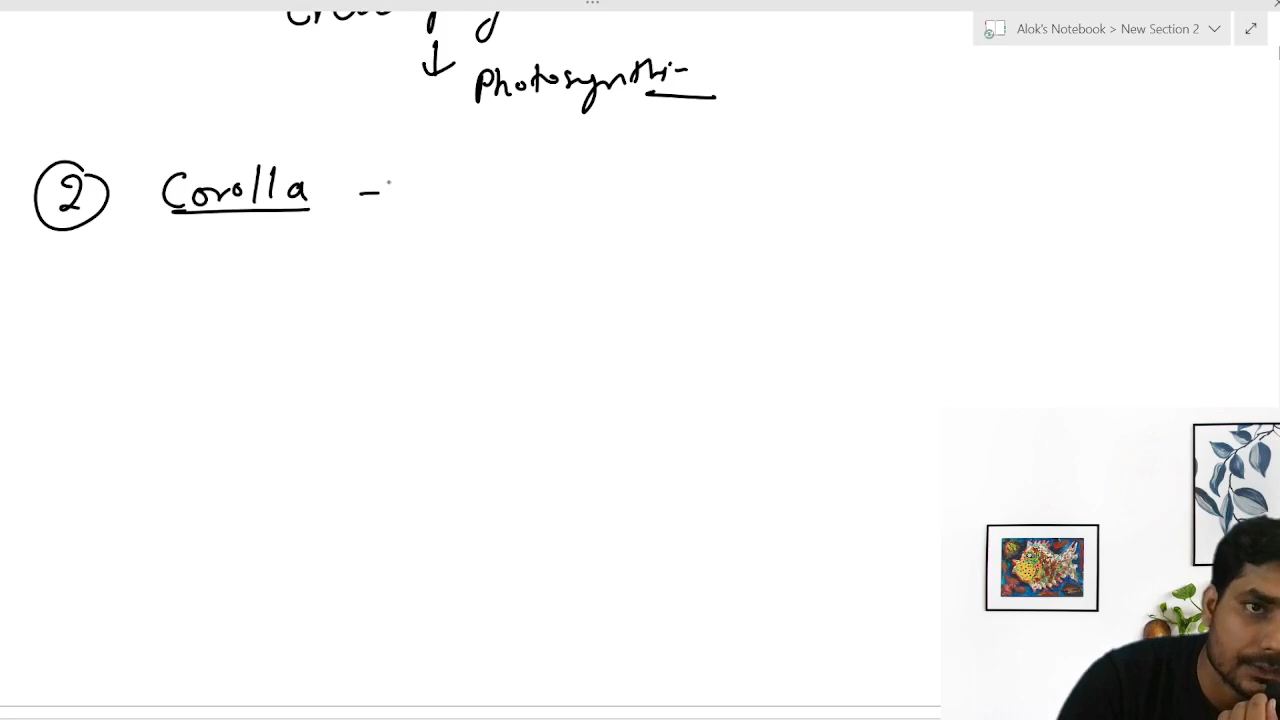 Alok's Notebook > New Section 2
↓ Photosynthi-
② Corolla -